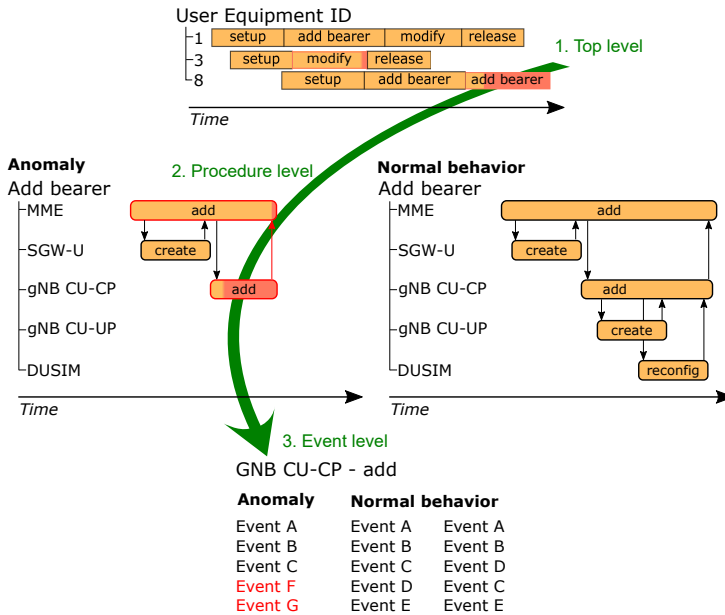 User Equipment ID
1 setup add bearer modify release
1. Top level
3 setup modify release
8 setup add bearer add bearer
Time
Anomaly
2. Procedure level
Normal behavior
Add bearer
Add bearer
MME add
MME add
SGW-U create
SGW-U create
gNB CU-CP add
gNB CU-CP add
gNB CU-UP
gNB CU-UP create
DUSIM
DUSIM reconfig
Time
Time
3. Event level
GNB CU-CP - add
Anomaly Normal behavior
Event A Event A Event A
Event B Event B Event B
Event C Event C Event D
Event F Event D Event C
Event G Event E Event E